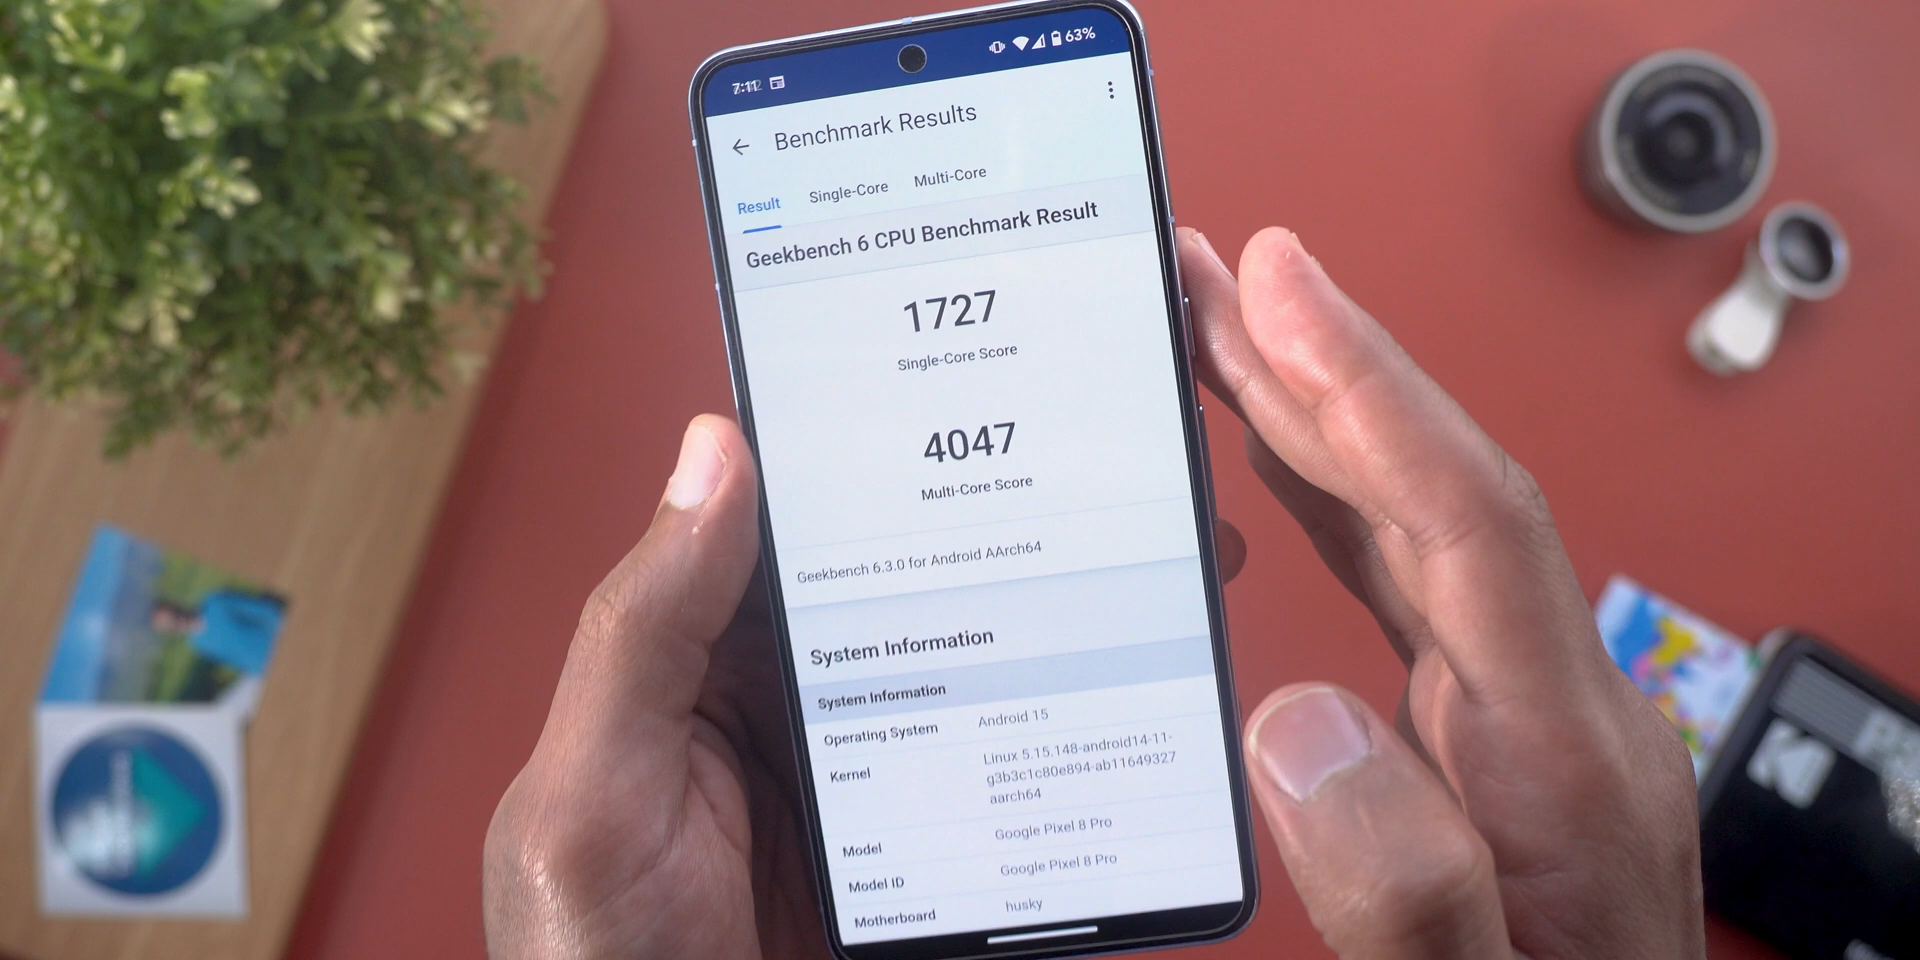 63%
Benchmark Results
Result Single-Core Multi-Core
Geekbench 6 CPU Benchmark Result
1727
Single-Core Score
4047
Multi-Core Score
Geekbench 6.3.0 for Android AArch64
System Information
System Information
Operating System Android 15
Kernel Linux 5.15.148-android14-11-
g3b3c1c80e894-ab11649327
aarch64
Model Google Pixel 8 Pro
Model ID Google Pixel 8 Pro
Motherboard husky